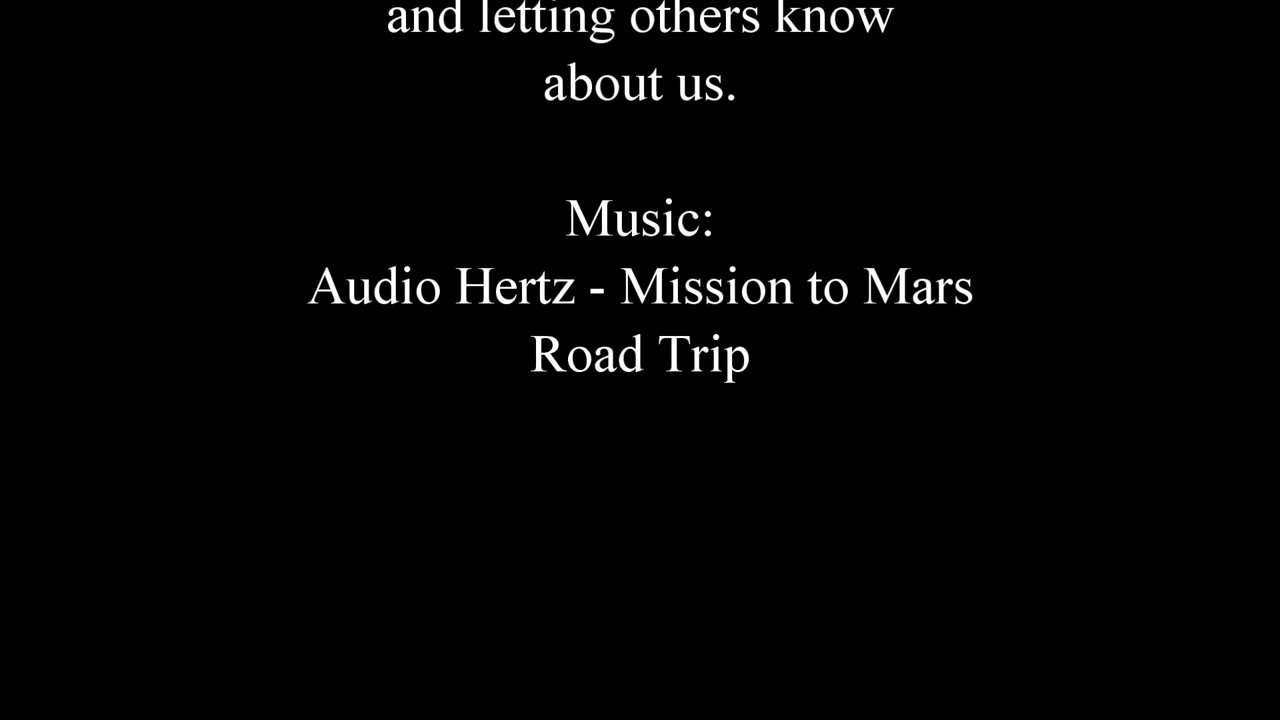 and letting others know
about us.
Music:
Audio Hertz - Mission to Mars
Road Trip